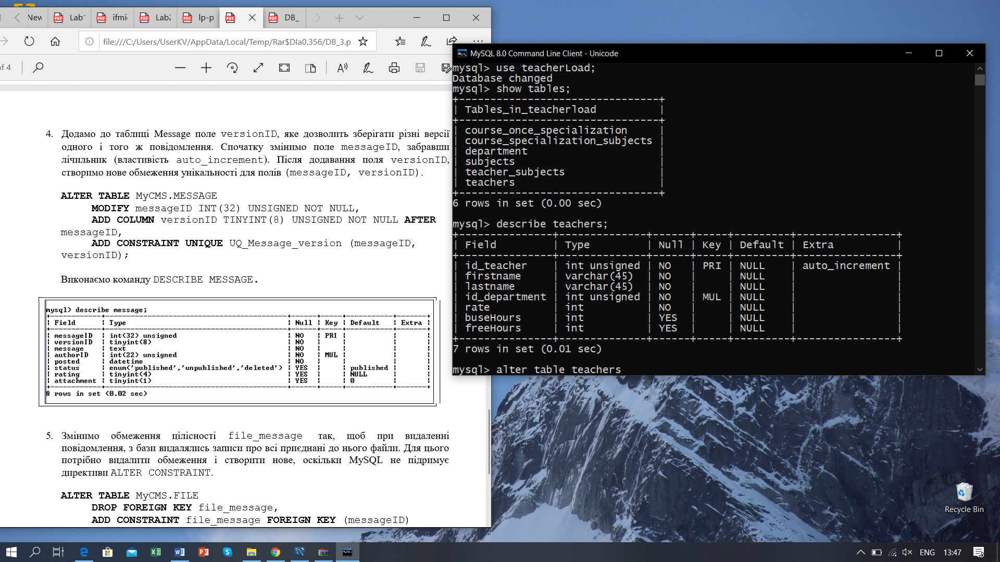 New
Lab'
ifmi
Lab2
lp-p
DB_
file:///C:/Users/UserKV/AppData/Local/Temp/Rar$DIa0.356/DB_3.p
of 4
4. Додамо до таблиці Message поле versionID, яке дозволить зберігати різні версії
одного і того ж повідомлення. Спочатку змінимо поле messageID, забравши
лічильник (властивість auto_increment). Після додавання поля versionID,
створимо нове обмеження унікальності для полів (messageID, versionID).
ALTER TABLE MyCMS.MESSAGE
MODIFY messageID INT(32) UNSIGNED NOT NULL,
ADD COLUMN versionID TINYINT(8) UNSIGNED NOT NULL AFTER
messageID,
ADD CONSTRAINT UNIQUE UQ_Message_version (messageID,
versionID);
Виконаємо команду DESCRIBE MESSAGE.
mysql> describe message;
| Field | Type | Null | Key | Default | Extra |
| messageID | int(32) unsigned | NO | PRI | | |
| versionID | tinyint(8) | NO | | | |
| message | text | NO | | | |
| authorID | int(22) unsigned | NO | MUL | | |
| posted | datetime | NO | | | |
| status | enum('published','unpublished','deleted') | YES | | published | |
| rating | tinyint(4) | YES | | NULL | |
| attachment | tinyint(1) | YES | | 0 | |
8 rows in set (0.02 sec)
5. Змінимо обмеження цілісності file_message так, щоб при видаленні
повідомлення, з бази видалялись записи про всі приєднані до нього файли. Для цього
потрібно видалити обмеження і створити нове, оскільки MySQL не підримує
директиви ALTER CONSTRAINT.
ALTER TABLE MyCMS.FILE
DROP FOREIGN KEY file_message,
ADD CONSTRAINT file_message FOREIGN KEY (messageID)
MySQL 8.0 Command Line Client - Unicode
mysql> use teacherLoad;
Database changed
mysql> show tables;
+--------------------------------+
| Tables_in_teacherload |
+--------------------------------+
| course_once_specialization |
| course_specialization_subjects |
| department |
| subjects |
| teacher_subjects |
| teachers |
+--------------------------------+
6 rows in set (0.00 sec)
mysql> describe teachers;
+---------------+--------------+------+-----+---------+----------------+
| Field | Type | Null | Key | Default | Extra |
+---------------+--------------+------+-----+---------+----------------+
| id_teacher | int unsigned | NO | PRI | NULL | auto_increment |
| firstname | varchar(45) | NO | | NULL | |
| lastname | varchar(45) | NO | | NULL | |
| id_department | int unsigned | NO | MUL | NULL | |
| rate | int | NO | | NULL | |
| buseHours | int | YES | | NULL | |
| freeHours | int | YES | | NULL | |
+---------------+--------------+------+-----+---------+----------------+
7 rows in set (0.01 sec)
mysql> alter table teachers
Recycle Bin
ENG
13:47